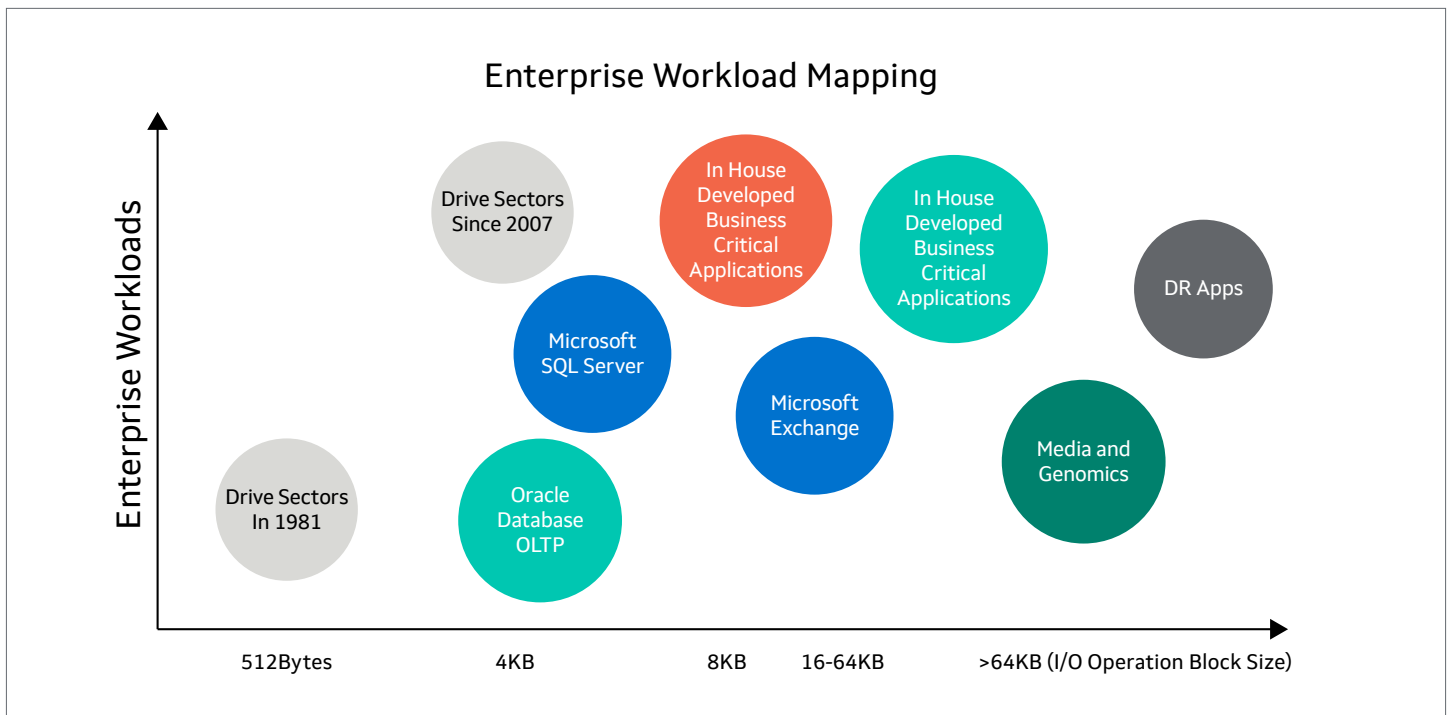 Enterprise Workload Mapping
Enterprise Workloads
Drive Sectors
Since 2007
In House
Developed
Business
Critical
Applications
In House
Developed
Business
Critical
Applications
DR Apps
Microsoft
SQL Server
Microsoft
Exchange
Media and
Genomics
Drive Sectors
In 1981
Oracle
Database
OLTP
512Bytes
4KB
8KB
16-64KB
>64KB (I/O Operation Block Size)